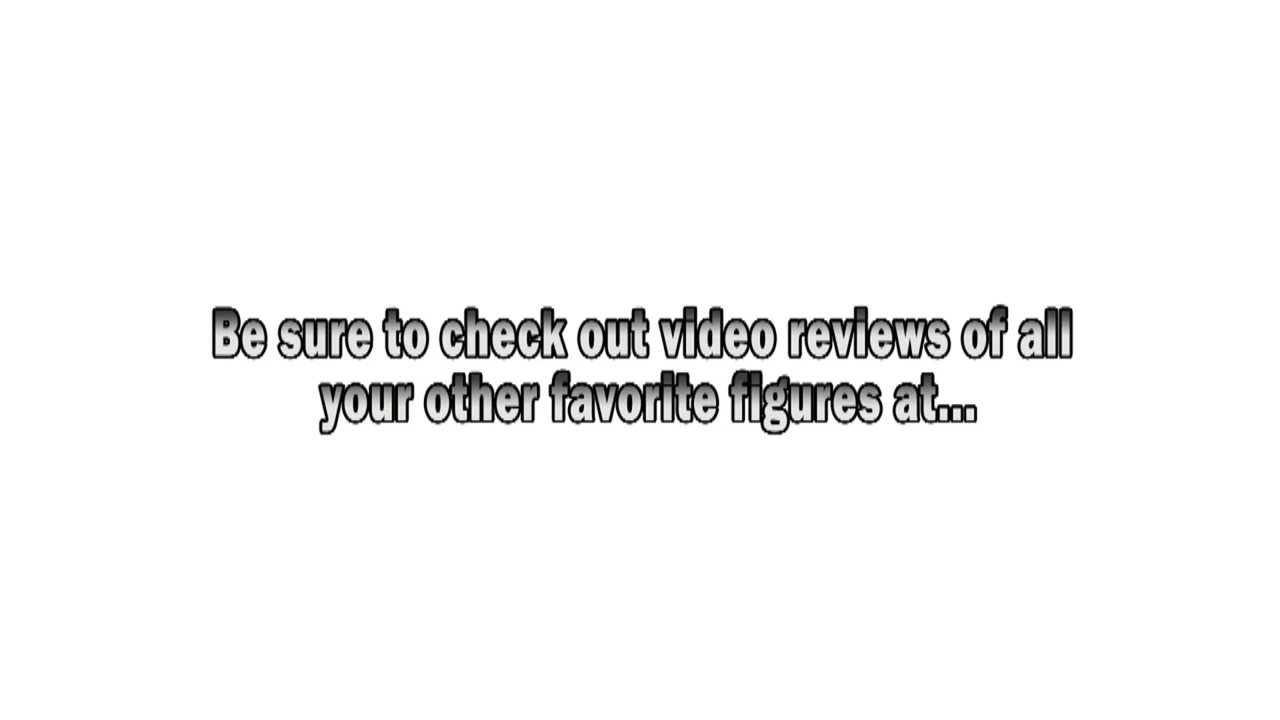 Be sure to check out video reviews of all
your other favorite figures at...